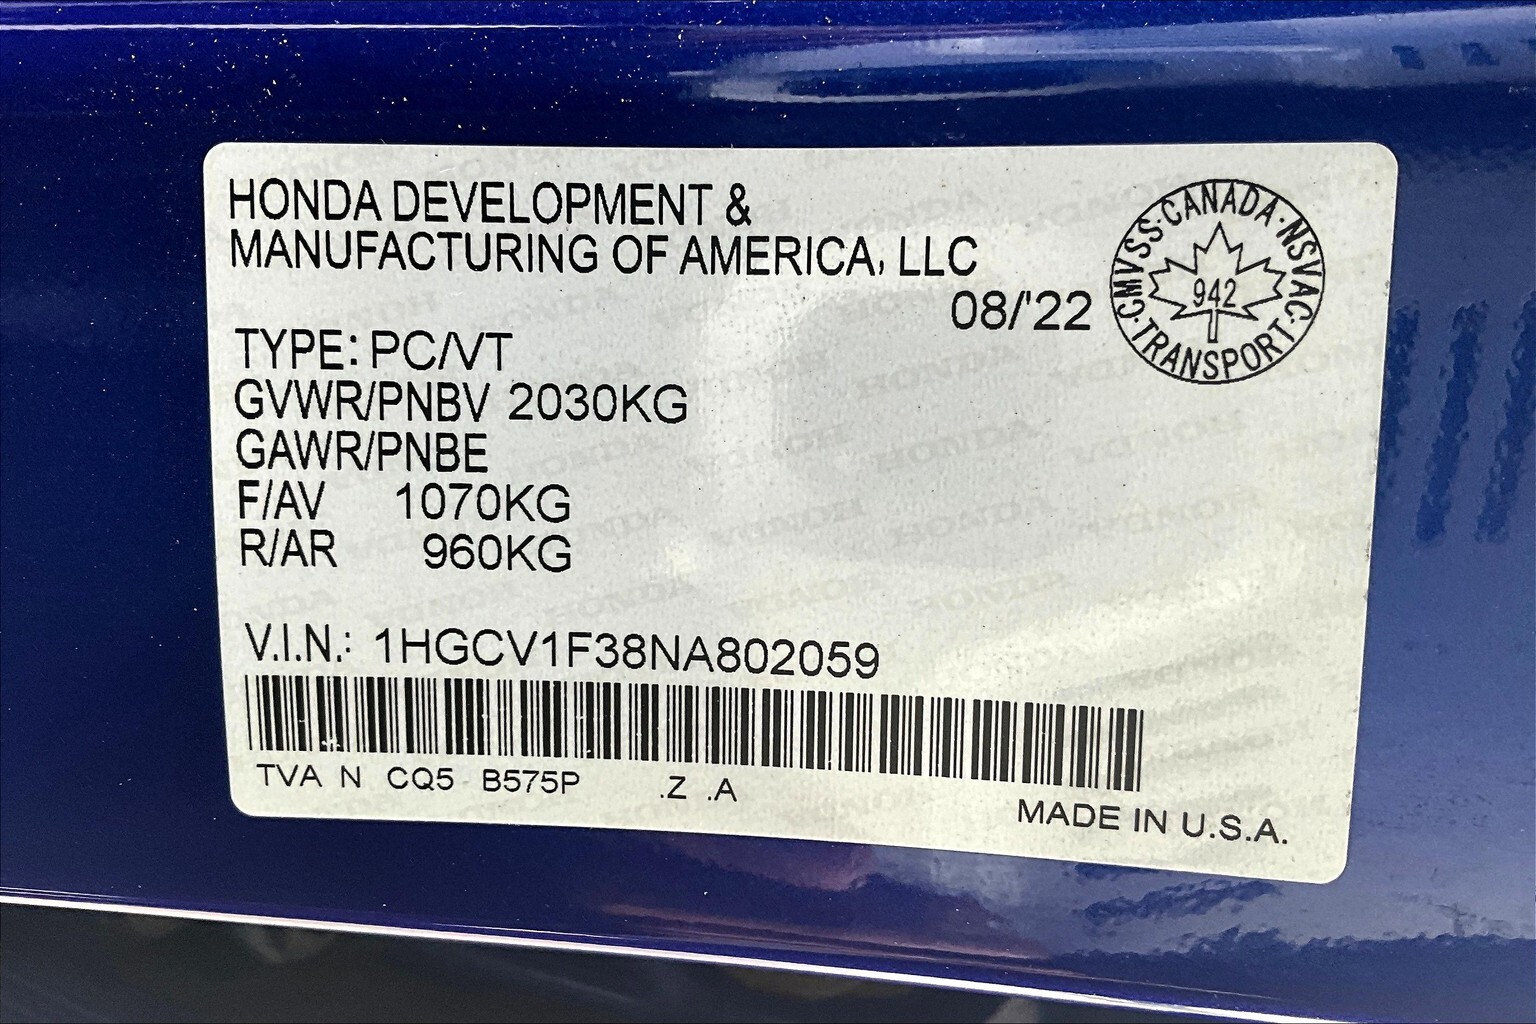 HONDA DEVELOPMENT &
MANUFACTURING OF AMERICA, LLC
08/'22
CMVSS·CANADA·NSVAC·TRANSPORT·
942
TYPE: PC/VT
GVWR/PNBV 2030KG
GAWR/PNBE
F/AV 1070KG
R/AR 960KG
V.I.N.: 1HGCV1F38NA802059
TVA N CQ5 B575P .Z .A
MADE IN U.S.A.